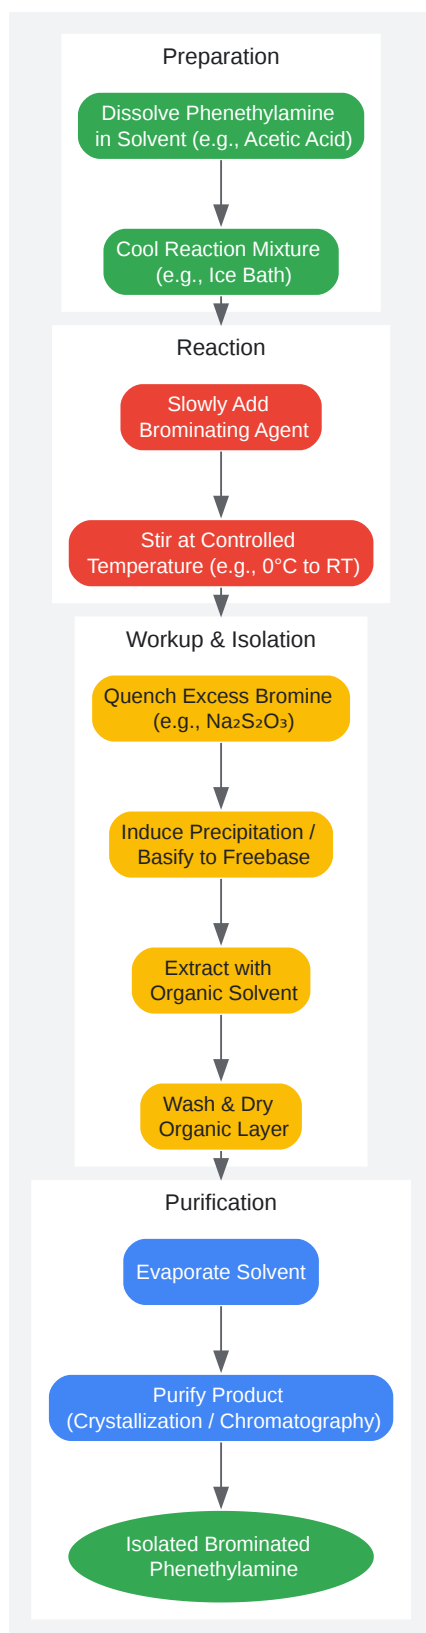 Preparation
Dissolve Phenethylamine
in Solvent (e.g., Acetic Acid)
Cool Reaction Mixture
(e.g., Ice Bath)
Reaction
Slowly Add
Brominating Agent
Stir at Controlled
Temperature (e.g., 0°C to RT)
Workup & Isolation
Quench Excess Bromine
(e.g., Na₂S₂O₃)
Induce Precipitation /
Basify to Freebase
Extract with
Organic Solvent
Wash & Dry
Organic Layer
Purification
Evaporate Solvent
Purify Product
(Crystallization / Chromatography)
Isolated Brominated
Phenethylamine